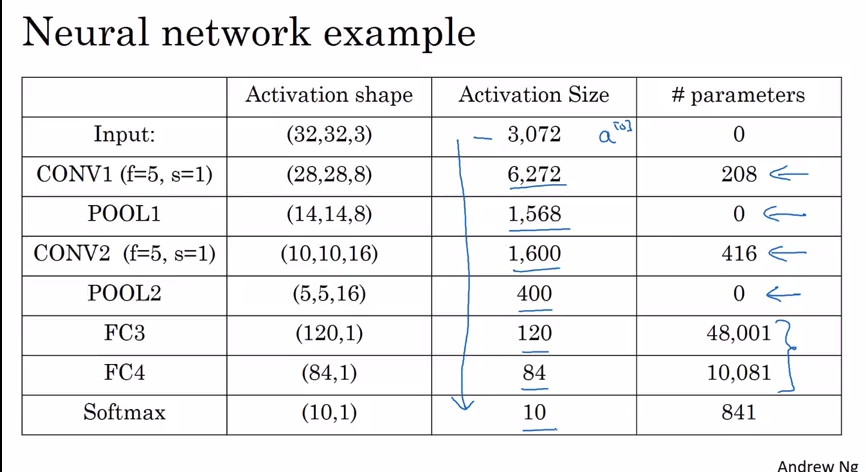 Neural network example
Activation shape Activation Size # parameters
Input: (32,32,3) 3,072 a^[0] 0
CONV1 (f=5, s=1) (28,28,8) 6,272 208
POOL1 (14,14,8) 1,568 0
CONV2 (f=5, s=1) (10,10,16) 1,600 416
POOL2 (5,5,16) 400 0
FC3 (120,1) 120 48,001
FC4 (84,1) 84 10,081
Softmax (10,1) 10 841
Andrew Ng